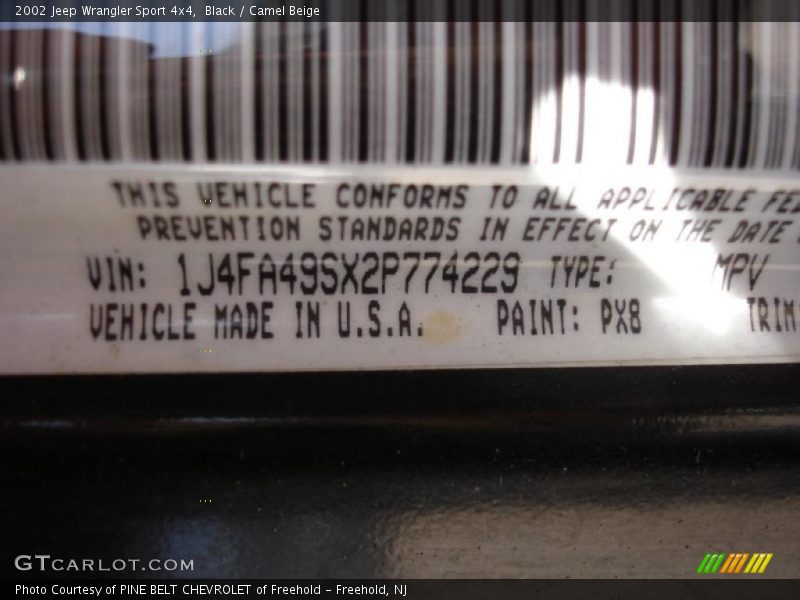 2002 Jeep Wrangler Sport 4x4, Black / Camel Beige
THIS VEHICLE CONFORMS TO ALL APPLICABLE
PREVENTION STANDARDS IN EFFECT ON THE DATE
VIN: 1J4FA49SX2P774229 TYPE: MPV
VEHICLE MADE IN U.S.A. PAINT: PX8 TRIM
GTCARLOT.COM
Photo Courtesy of PINE BELT CHEVROLET of Freehold - Freehold, NJ